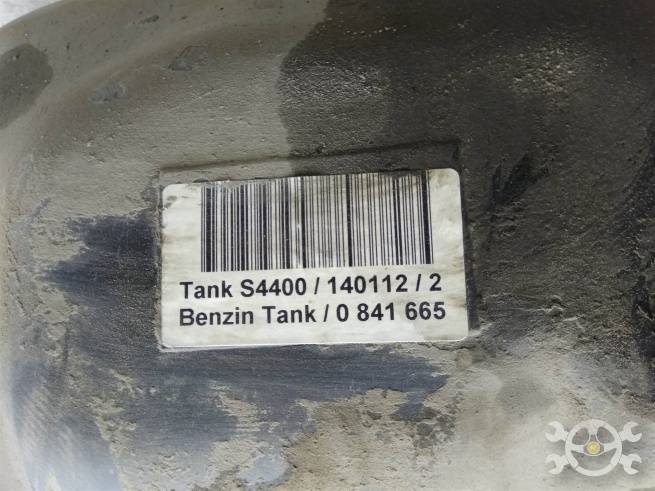 Tank S4400 / 140112 / 2
Benzin Tank / 0 841 665